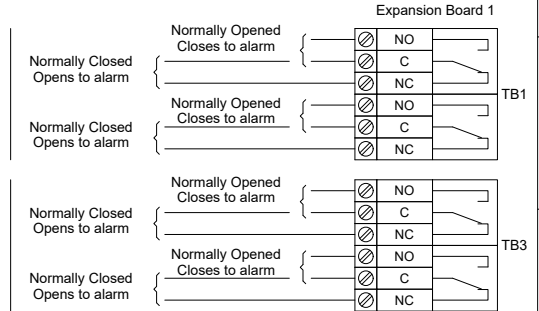 Expansion Board 1
Normally Opened
Closes to alarm
NO
Normally Closed
Opens to alarm
C
NC
TB1
Normally Opened
Closes to alarm
NO
Normally Closed
Opens to alarm
C
NC
Normally Opened
Closes to alarm
NO
Normally Closed
Opens to alarm
C
NC
TB3
Normally Opened
Closes to alarm
NO
Normally Closed
Opens to alarm
C
NC